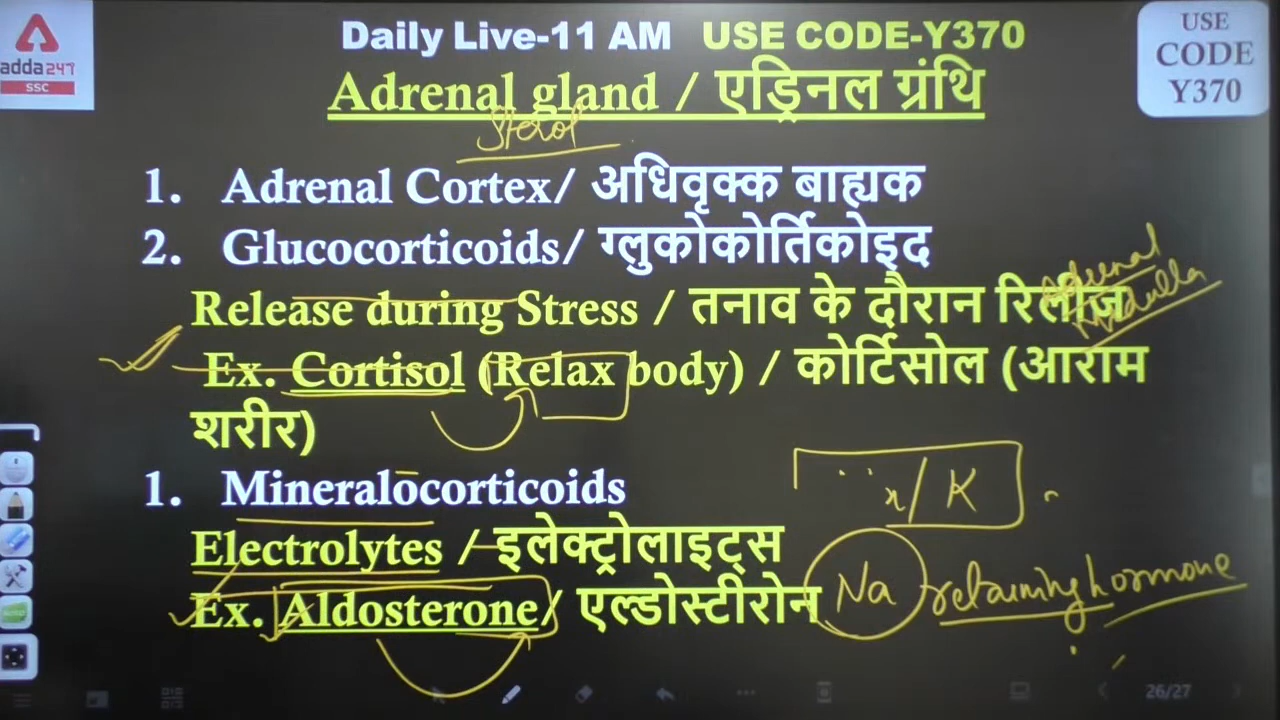 adda247
SSC
Daily Live-11 AM USE CODE-Y370
USE
CODE
Y370
Adrenal gland / एड्रिनल ग्रंथि
Sterol
1. Adrenal Cortex/ अधिवृक्क बाह्यक
2. Glucocorticoids/ ग्लुकोकोर्तिकोइद
Adrenal
Medulla
Release during Stress / तनाव के दौरान रिलीज
Ex. Cortisol (Relax body) / कोर्टिसोल (आराम
शरीर)
1. Mineralocorticoids
/ K
Electrolytes / इलेक्ट्रोलाइट्स
Ex. Aldosterone/ एल्डोस्टीरोन
Na retaining hormone
26/27